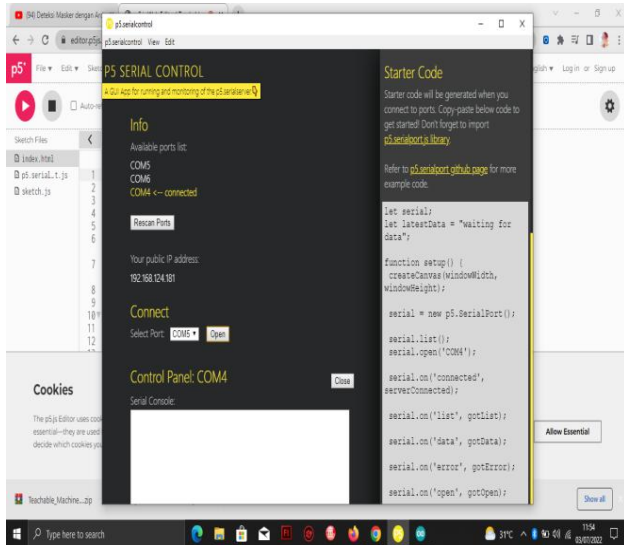 (94) Deteksi Masker dengan Ar
p5.serialcontrol
editor.p5js
p5.serialcontrol View Edit
English
Log in or Sign up
p5*
File Edit Sketch
P5 SERIAL CONTROL
A GUI App for running and monitoring of the p5.serialserver
Auto-re
Sketch Files
index.html
p5.serial…t.js
sketch.js
1
2
3
4
5
6
7
8
9
10
11
12
Info
Available ports list:
COM5
COM6
COM4 <-- connected
Rescan Ports
Your public IP address:
192.168.124.181
Connect
Select Port: COM5 Open
Control Panel: COM4
Close
Serial Console:
Starter Code
Starter code will be generated when you
connect to ports. Copy-paste below code to
get started! Don't forget to import
p5.serialport.js library.
Refer to p5.serialport github page for more
example code.
let serial;
let latestData = "waiting for
data";
function setup() {
createCanvas(windowWidth,
windowHeight);
serial = new p5.SerialPort();
serial.list();
serial.open('COM4');
serial.on('connected',
serverConnected);
serial.on('list', gotList);
serial.on('data', gotData);
serial.on('error', gotError);
serial.on('open', gotOpen);
Cookies
The p5.js Editor uses cook
essential—they are used
decide which cookies you
Allow Essential
Teachable_Machine...zip
Show all
Type here to search
31°C
11:54
03/07/2022